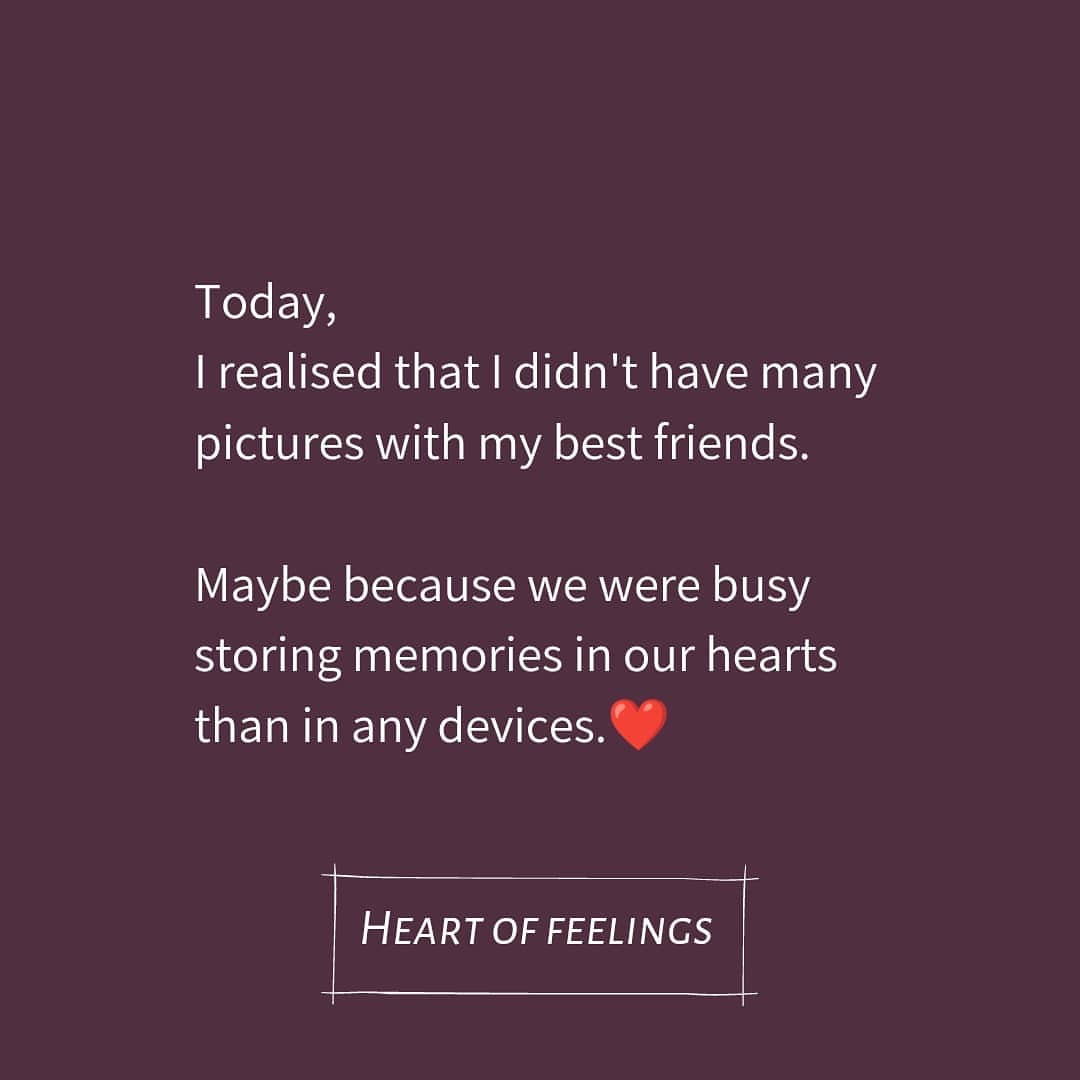 Today,
I realised that I didn't have many
pictures with my best friends.
Maybe because we were busy
storing memories in our hearts
than in any devices.❤️
HEART OF FEELINGS